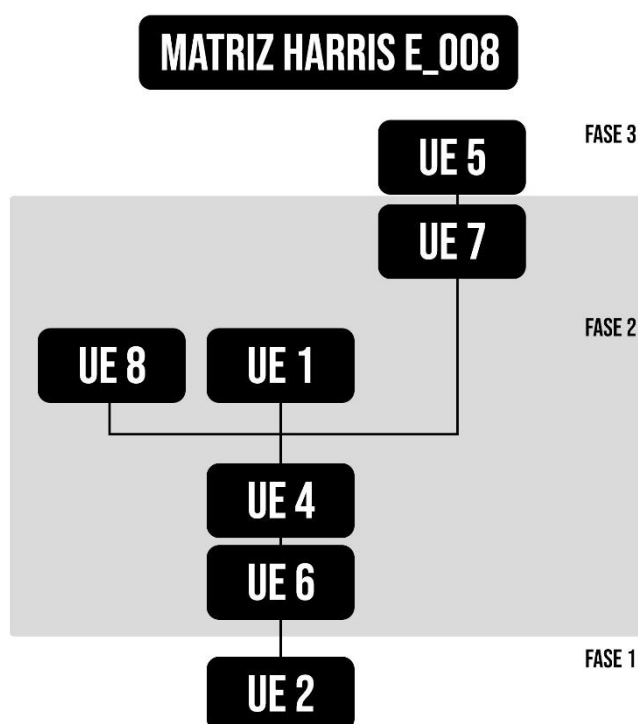 MATRIZ HARRIS E_008
UE 5
FASE 3
UE 7
FASE 2
UE 8
UE 1
UE 4
UE 6
FASE 1
UE 2